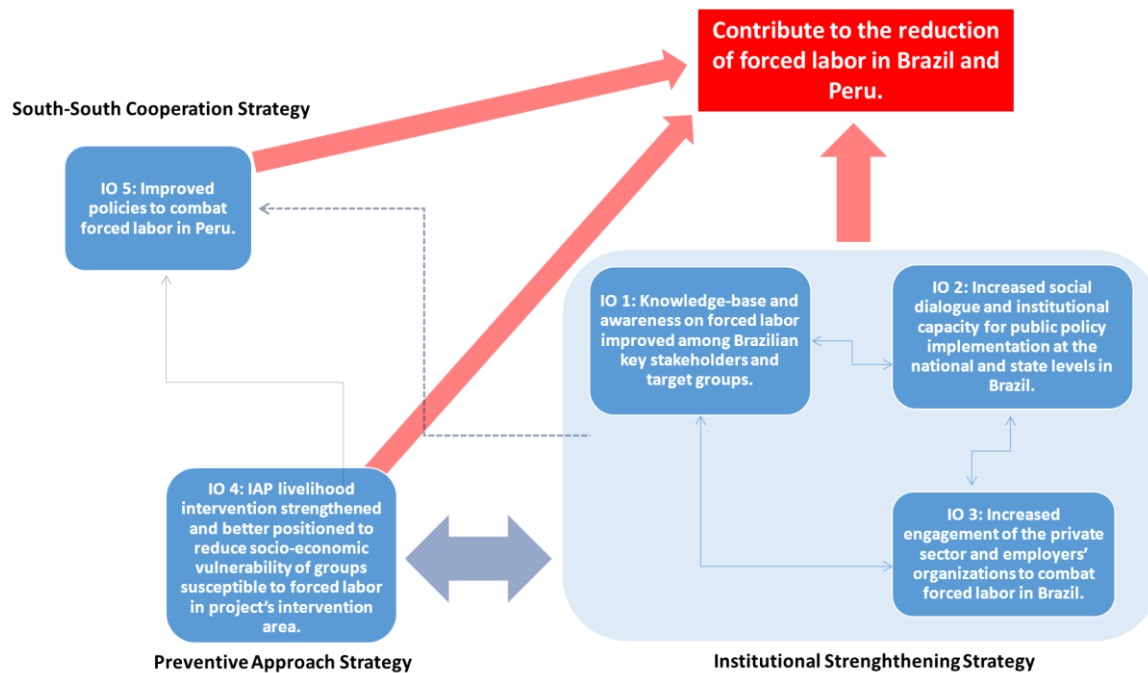 Contribute to the reduction
of forced labor in Brazil and
Peru.
South-South Cooperation Strategy
IO 5: Improved
policies to combat
forced labor in Peru.
IO 1: Knowledge-base and
awareness on forced labor
improved among Brazilian
key stakeholders and
target groups.
IO 2: Increased social
dialogue and institutional
capacity for public policy
implementation at the
national and state levels in
Brazil.
IO 4: IAP livelihood
intervention strengthened
and better positioned to
reduce socio-economic
vulnerability of groups
susceptible to forced labor
in project's intervention
area.
IO 3: Increased
engagement of the private
sector and employers'
organizations to combat
forced labor in Brazil.
Preventive Approach Strategy
Institutional Strenghthening Strategy